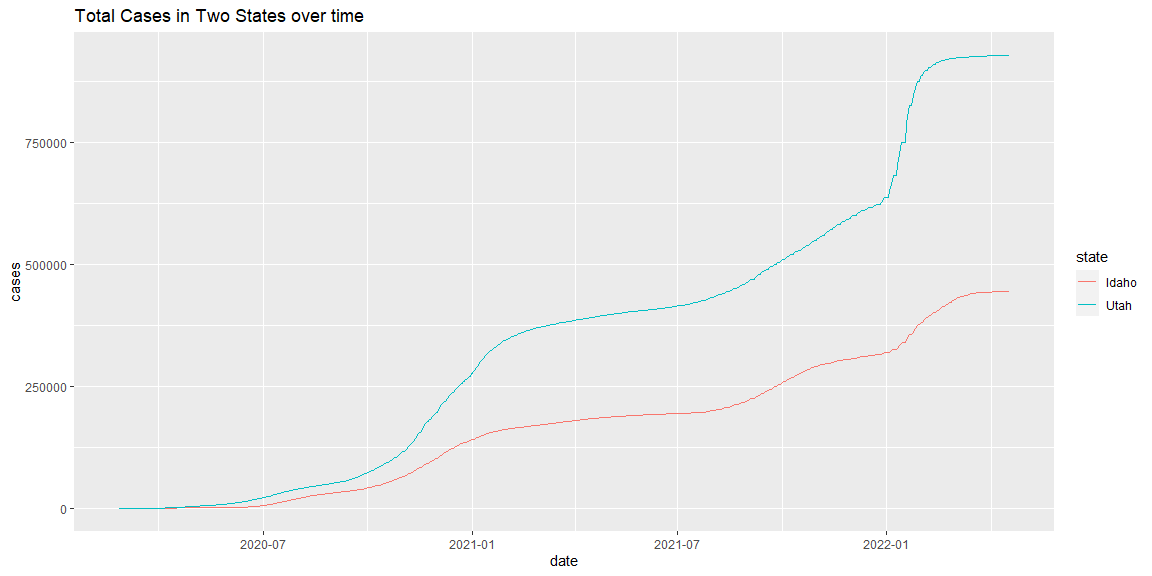 Total Cases in Two States over time
750000
500000
250000
0
cases
2020-07
2021-01
2021-07
2022-01
date
state
Idaho
Utah